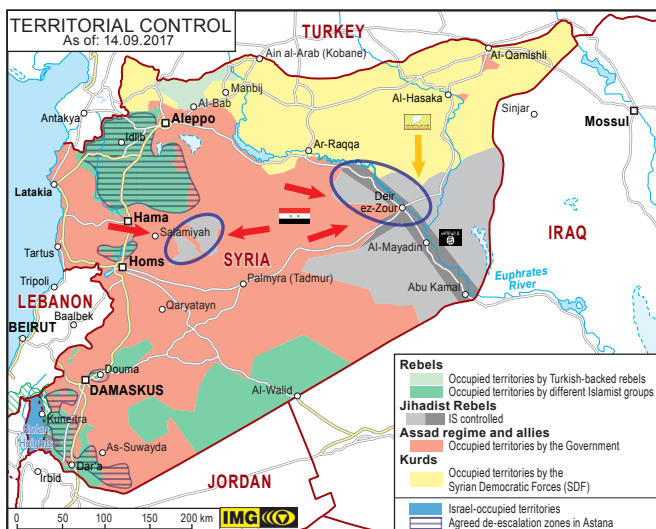 TERRITORIAL CONTROL
As of: 14.09.2017
TURKEY
Ain al-Arab (Kobane)
Al-Qamishli
Manbij
Al-Bab
Al-Hasaka
Sinjar
Mossul
Antakya
Aleppo
Idlib
Ar-Raqqa
Latakia
Deir
ez-Zour
Hama
Salamiyah
SYRIA
Al-Mayadin
IRAQ
Tartus
Homs
Tripoli
Palmyra (Tadmur)
Abu Kamal
Euphrates
River
LEBANON
Qaryatayn
Baalbek
BEIRUT
Douma
DAMASKUS
Al-Walid
Kuneitra
Golan
Heights
As-Suwayda
Dar'a
Irbid
JORDAN
Rebels
Occupied territories by Turkish-backed rebels
Occupied territories by different Islamist groups
Jihadist Rebels
IS controlled
Assad regime and allies
Occupied territories by the Government
Kurds
Occupied territories by the
Syrian Democratic Forces (SDF)
Israel-occupied territories
Agreed de-escalation zones in Astana
0 50 100 150 200 km
IMG